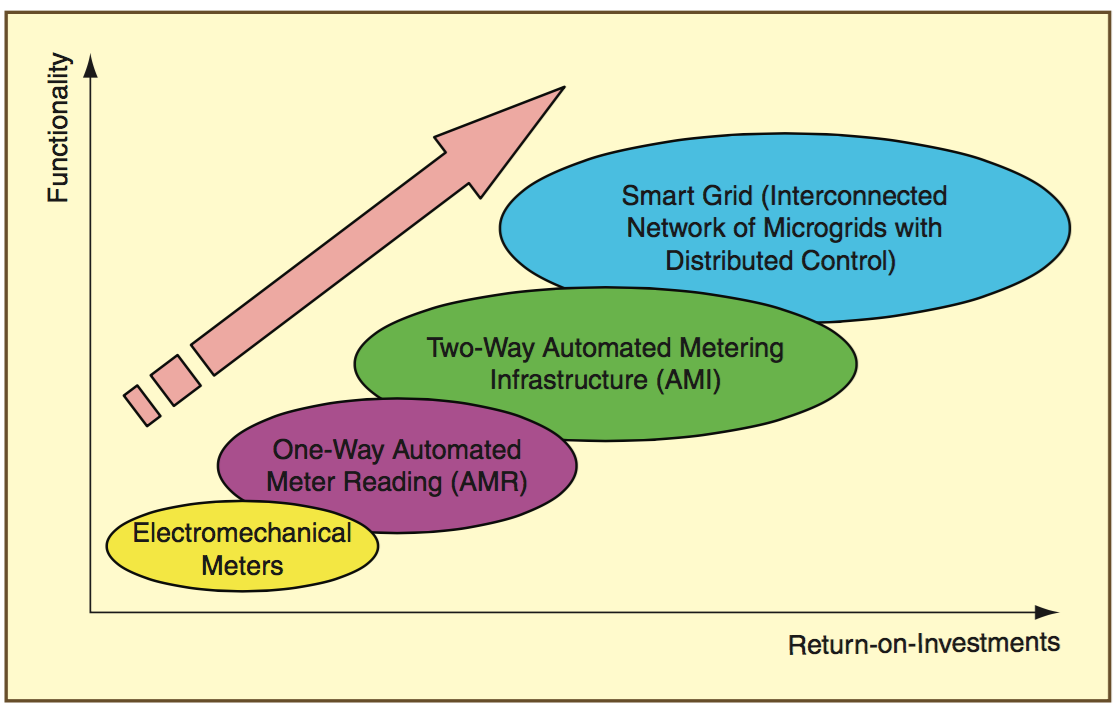 Functionality
Smart Grid (Interconnected
Network of Microgrids with
Distributed Control)
Two-Way Automated Metering
Infrastructure (AMI)
One-Way Automated
Meter Reading (AMR)
Electromechanical
Meters
Return-on-Investments